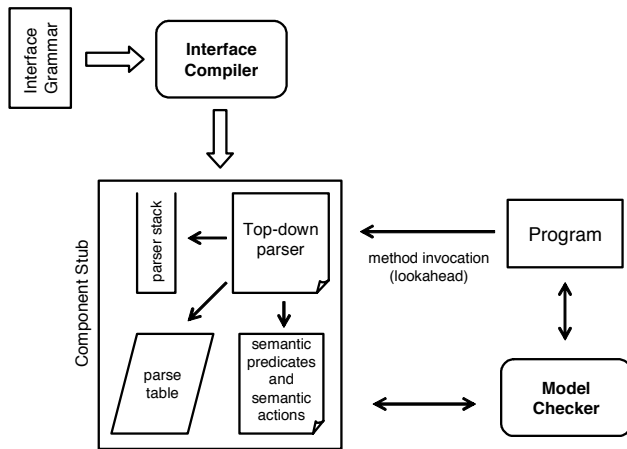 Interface
Grammar
Interface
Compiler
Component Stub
parser stack
Top-down
parser
method invocation
(lookahead)
Program
parse
table
semantic
predicates
and
semantic
actions
Model
Checker